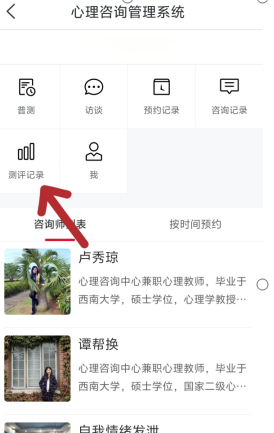 心理咨询管理系统
普测
访谈
预约记录
咨询记录
测评记录
我
咨询师列表
按时间预约
卢秀琼
心理咨询中心兼职心理教师，毕业于
西南大学，硕士学位，心理学教授…
谭帮换
心理咨询中心兼职心理教师，毕业于
西南大学，硕士学位，国家二级心…
自我情绪发泄